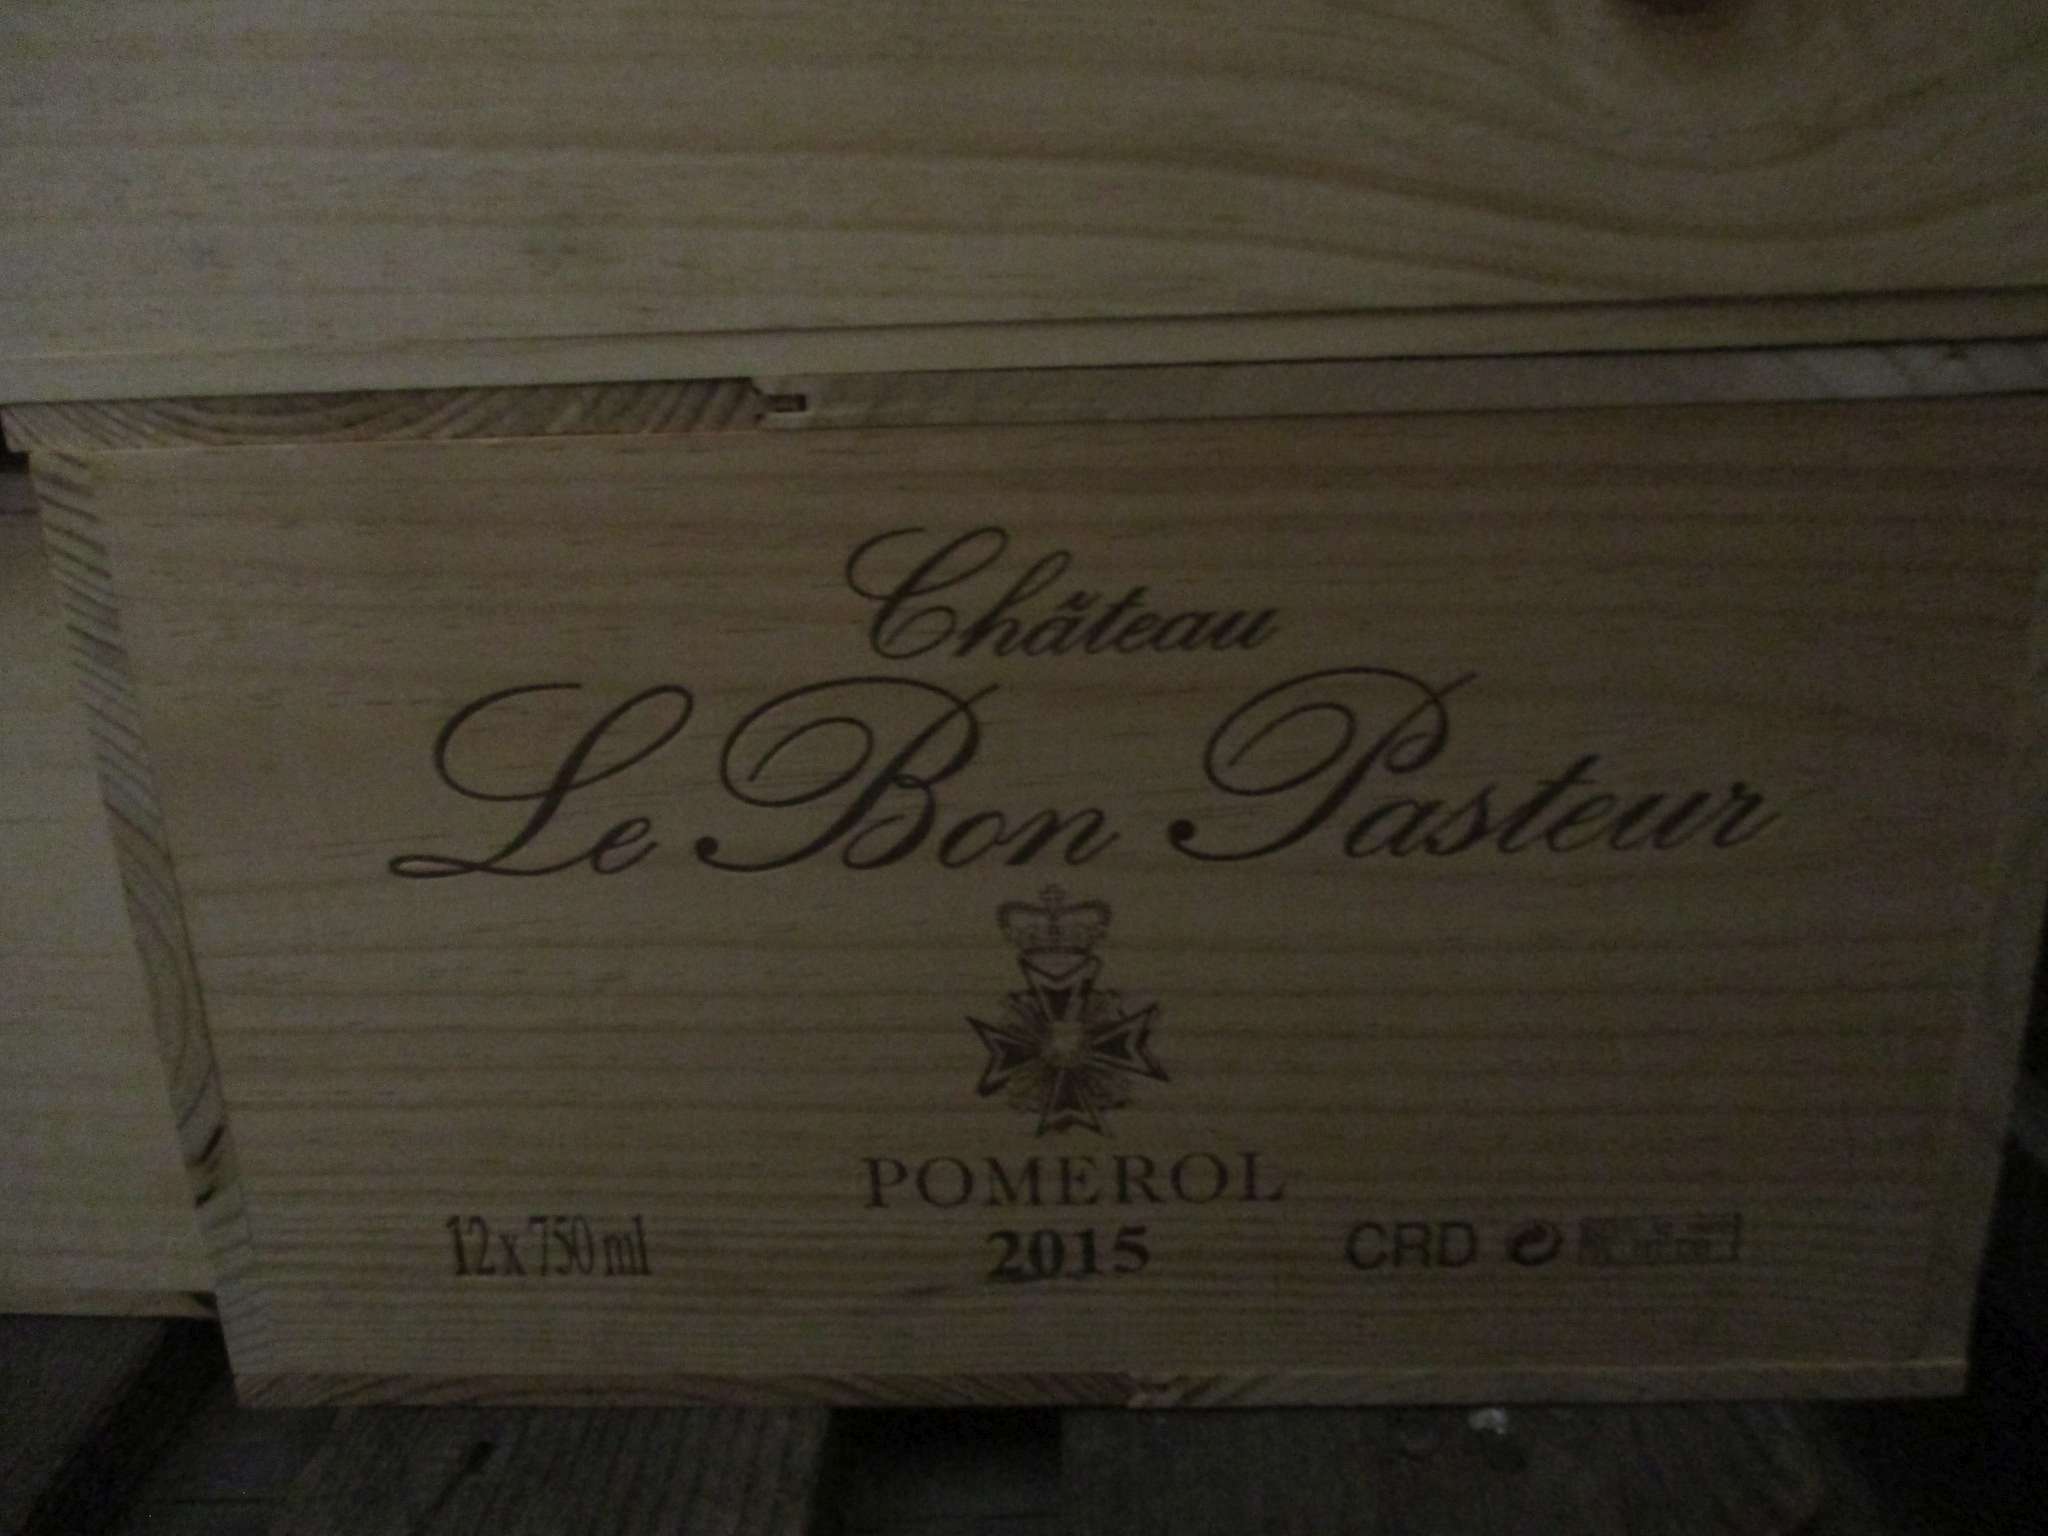 Château
Le Bon Pasteur
POMEROL
12 x 750 ml 2015 CRD